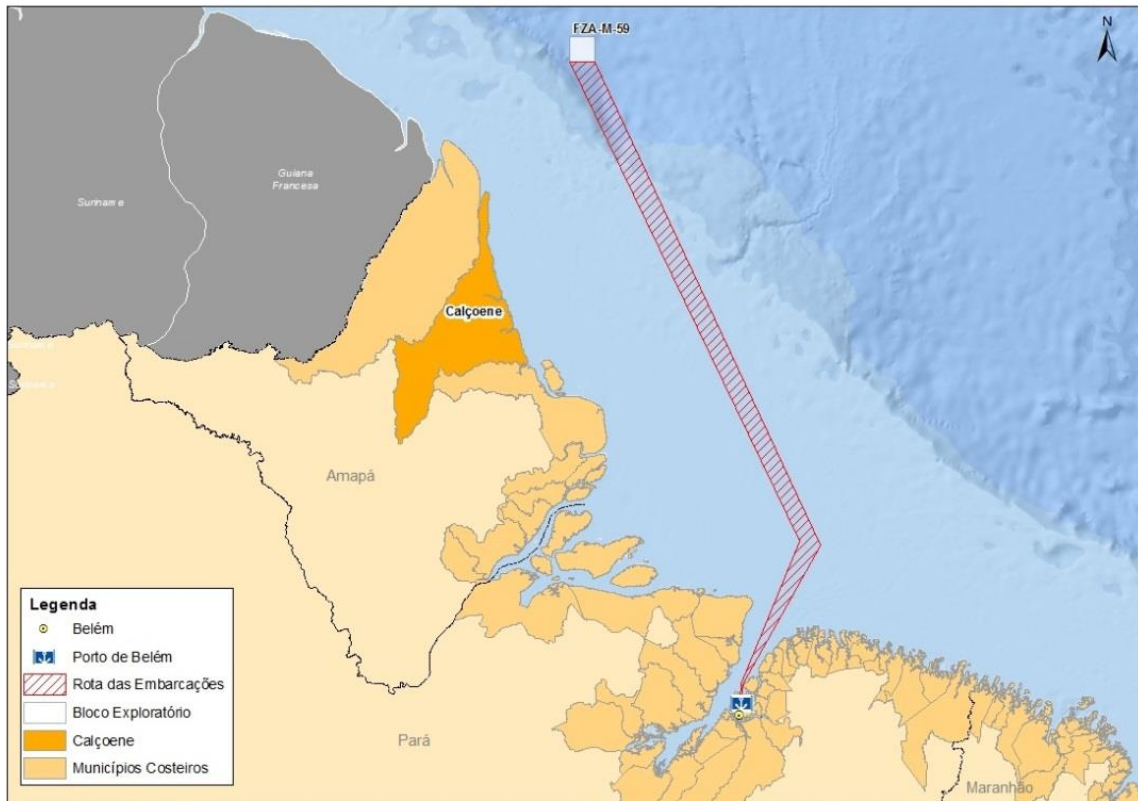 FZA-M-59
N
Guiana
Francesa
Suriname
Calçoene
Suriname
Amapá
Legenda
Belém
Porto de Belém
Rota das Embarcações
Bloco Exploratório
Calçoene
Municípios Costeiros
Pará
Maranhão